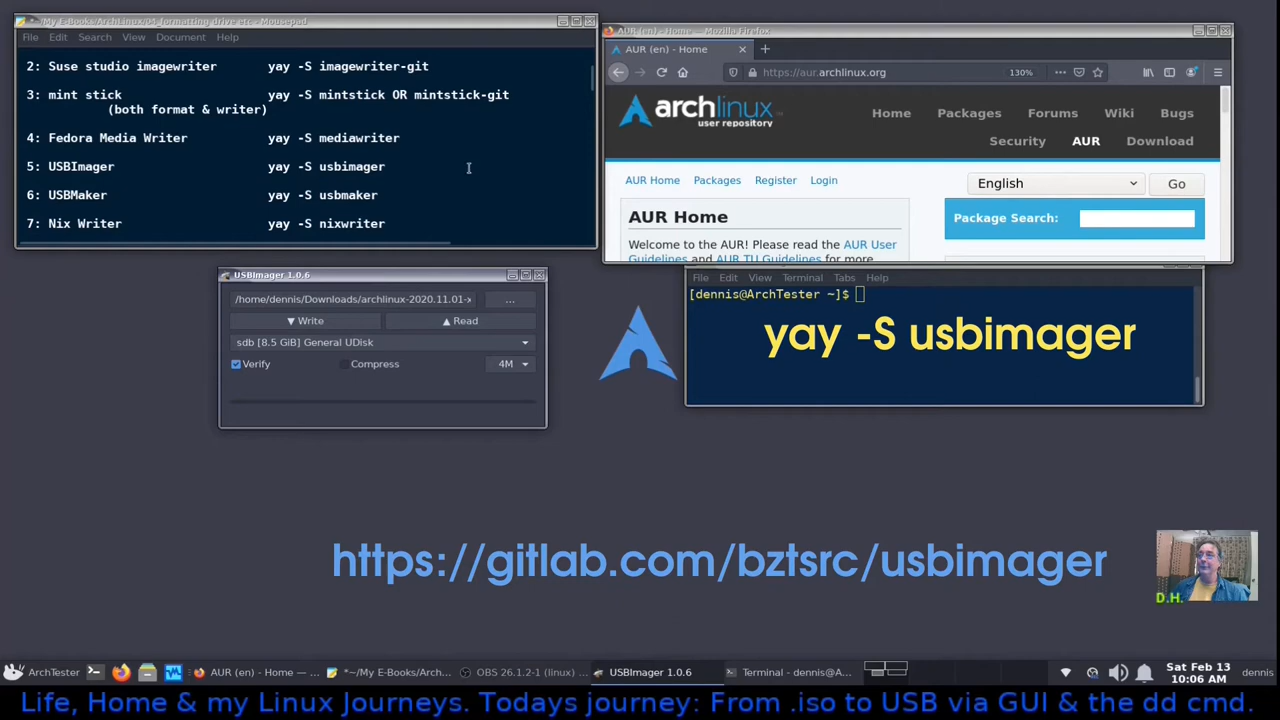 *~/My E-Books/ArchLinux/04_formatting drive etc - Mousepad
File Edit Search View Document Help
2: Suse studio imagewriter yay -S imagewriter-git
3: mint stick yay -S mintstick OR mintstick-git
(both format & writer)
4: Fedora Media Writer yay -S mediawriter
5: USBImager yay -S usbimager
6: USBMaker yay -S usbmaker
7: Nix Writer yay -S nixwriter
AUR (en) - Home — Mozilla Firefox
AUR (en) - Home
https://aur.archlinux.org 130%
archlinux
user repository
Home Packages Forums Wiki Bugs
Security AUR Download
AUR Home Packages Register Login
English Go
AUR Home
Package Search:
Welcome to the AUR! Please read the AUR User
Guidelines and AUR TU Guidelines for more
USBImager 1.0.6
/home/dennis/Downloads/archlinux-2020.11.01-x ...
▼ Write ▲ Read
sdb [8.5 GiB] General UDisk
Verify Compress 4M
File Edit View Terminal Tabs Help
[dennis@ArchTester ~]$
yay -S usbimager
https://gitlab.com/bztsrc/usbimager
D.H.
ArchTester AUR (en) - Home — ... *~/My E-Books/Arch... OBS 26.1.2-1 (linux) ... USBImager 1.0.6 Terminal - dennis@A... Sat Feb 13 dennis
10:06 AM
Life, Home & my Linux Journeys. Todays journey: From .iso to USB via GUI & the dd cmd.